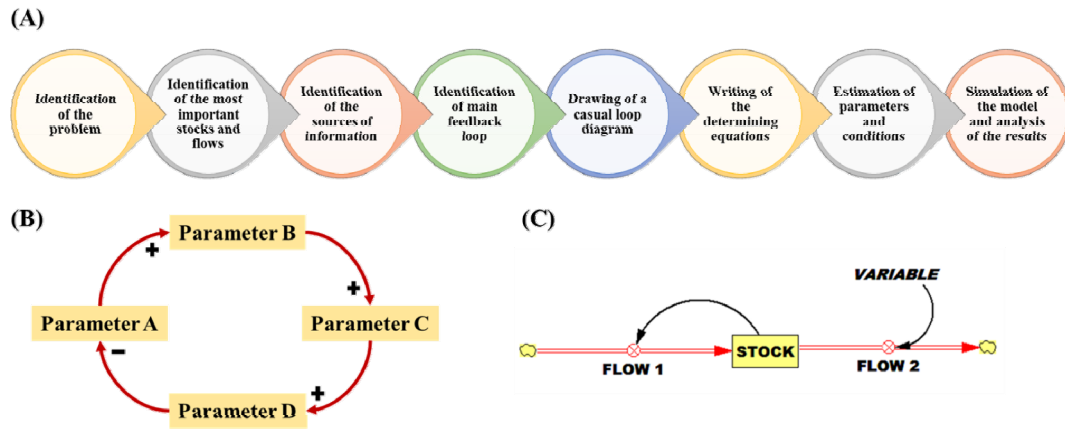 (A)
Identification
of the
problem
Identification
of the most
important
stocks and
flows
Identification
of the
sources of
information
Identification
of main
feedback
loop
Drawing of a
casual loop
diagram
Writing of
the
determining
equations
Estimation of
parameters
and
conditions
Simulation of
the model
and analysis
of the results
(B)
Parameter B
+
+
Parameter A
Parameter C
-
+
Parameter D
(C)
VARIABLE
STOCK
FLOW 1
FLOW 2